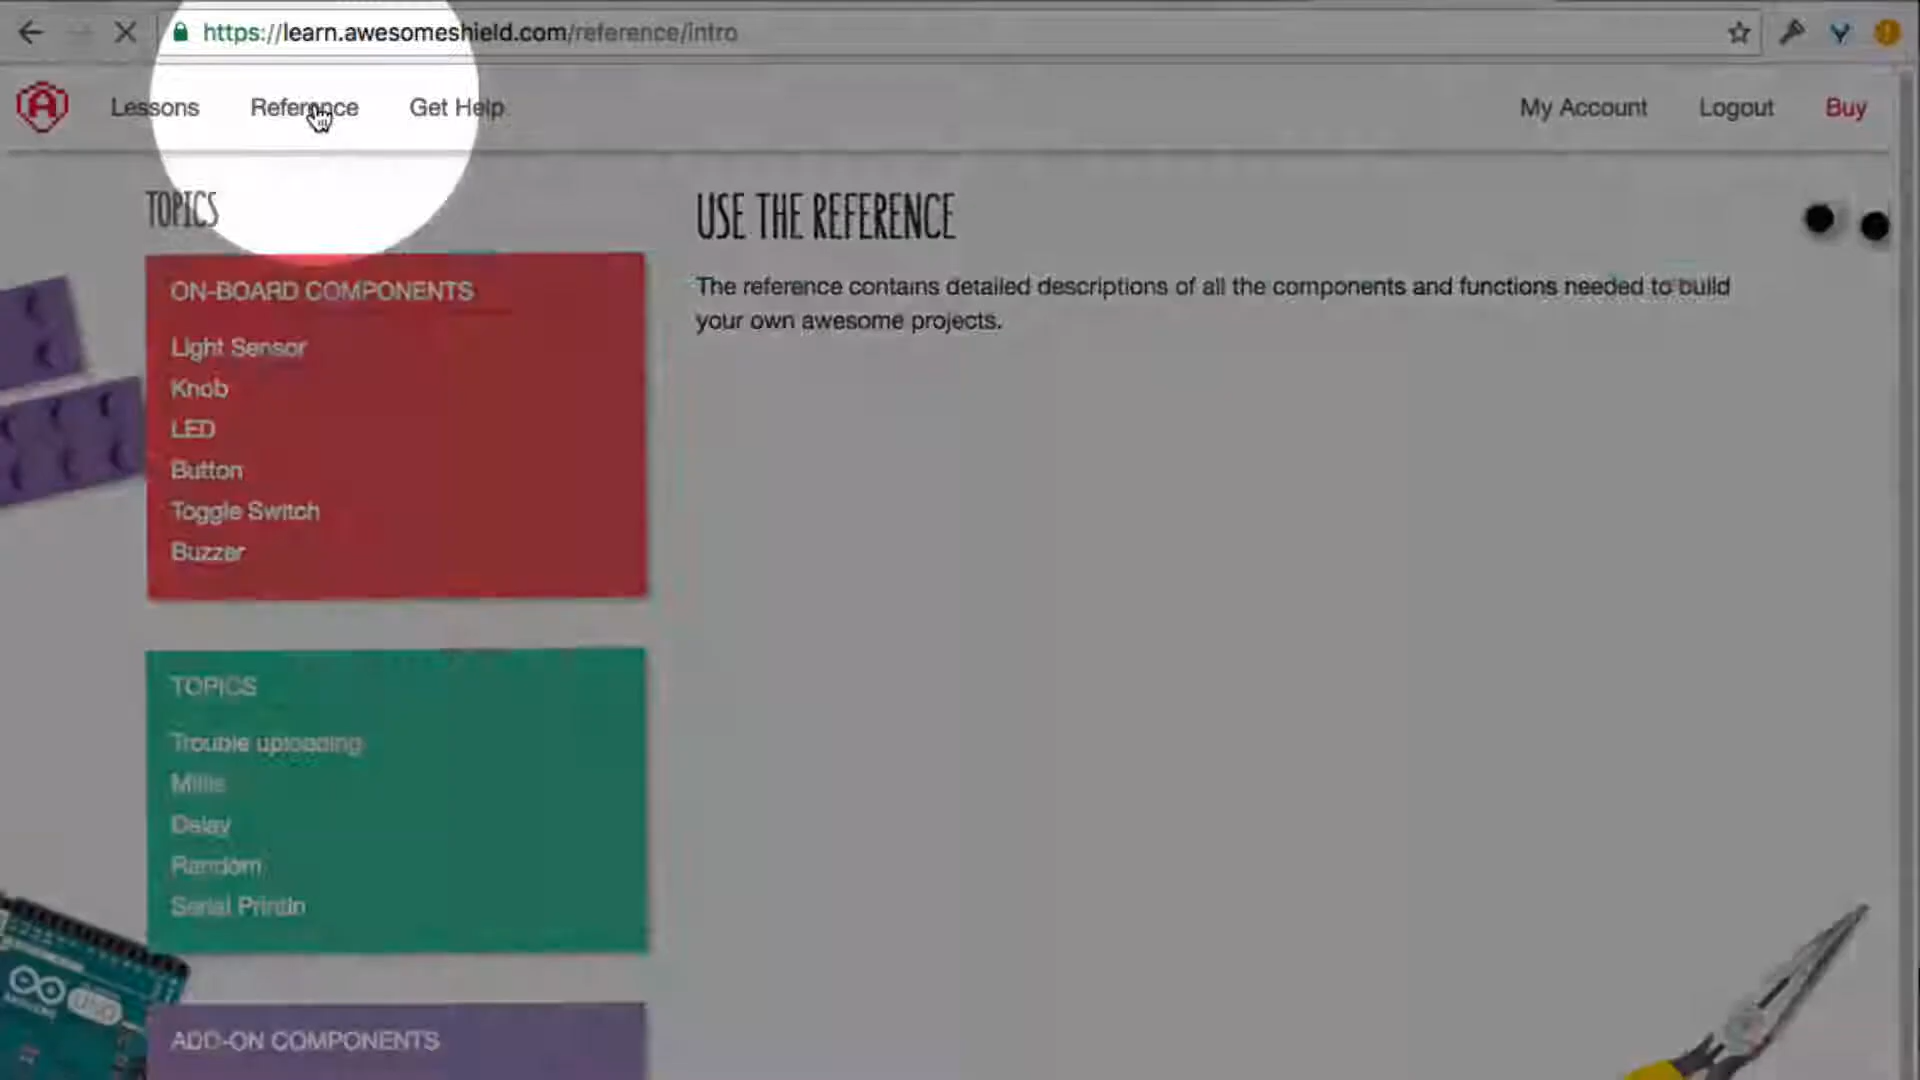 https://learn.awesomeshield.com/reference/intro
A
Lessons
Reference
Get Help
My Account
Logout
Buy
TOPICS
ON-BOARD COMPONENTS
Light Sensor
Knob
LED
Button
Toggle Switch
Buzzer
TOPICS
Trouble uploading
Millis
Delay
Random
Serial Println
ADD-ON COMPONENTS
USE THE REFERENCE
The reference contains detailed descriptions of all the components and functions needed to build
your own awesome projects.
UNO
ARDUINO